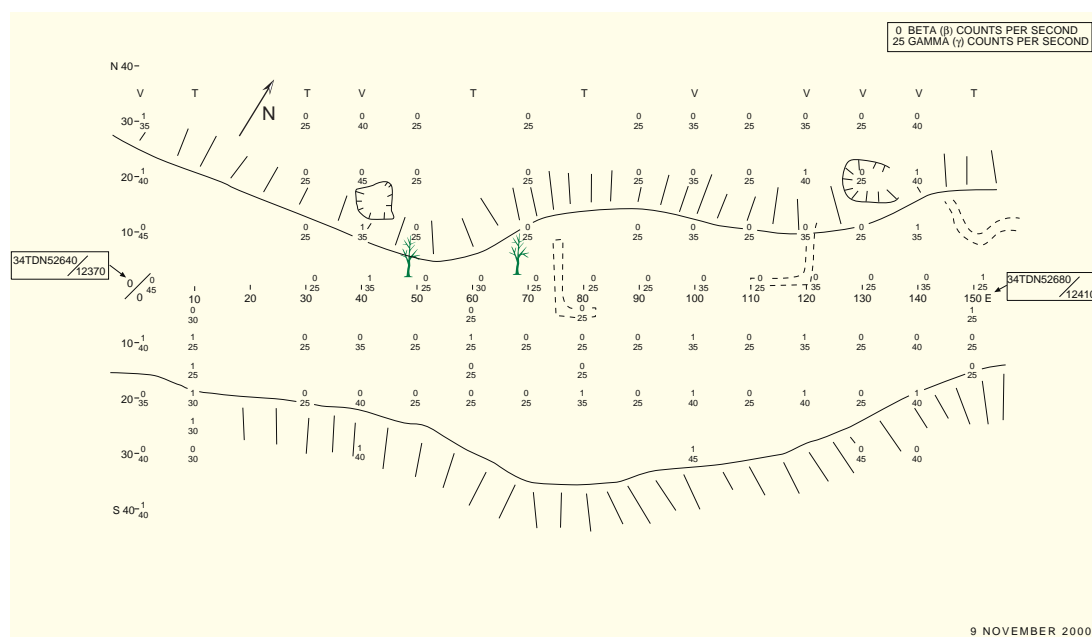 0 BETA (β) COUNTS PER SECOND
25 GAMMA (γ) COUNTS PER SECOND
N 40
V T T V T T V V V V T
N
1 0 0 0 0 0 0 0 0 0 0
30 35 25 40 25 25 25 35 25 35 25 40
1 0 0 0 0 0 0 0 1 0 1
20 40 25 45 25 25 25 35 25 40 25 40
0 0 1 0 0 0 0 0 0 1 0 1
10 45 25 35 25 25 25 25 35 25 35 25 35
34TDN52640
12370
0 0 0 1 0 0 0 0 0 0 0 0 0 0 1
0 45 25 35 25 30 25 25 25 35 25 35 25 35 25
34TDN52680
12410
10 20 30 40 50 60 70 80 90 100 110 120 130 140 150 E
0 0 0 1
30 25 25 25
1 1 0 0 0 1 0 0 0 1 0 0 0 0 0
10 40 25 25 35 25 25 25 25 25 35 25 35 25 40 25
1 0 0 0
25 25 25 25
0 1 0 0 0 0 0 1 0 1 0 0 0 1
20 35 30 25 40 25 25 25 35 25 40 25 35 25 40
1
30
0 0 1 1 0 0
30 40 30 40 45 45 40
1
S 40 40
9 NOVEMBER 2000